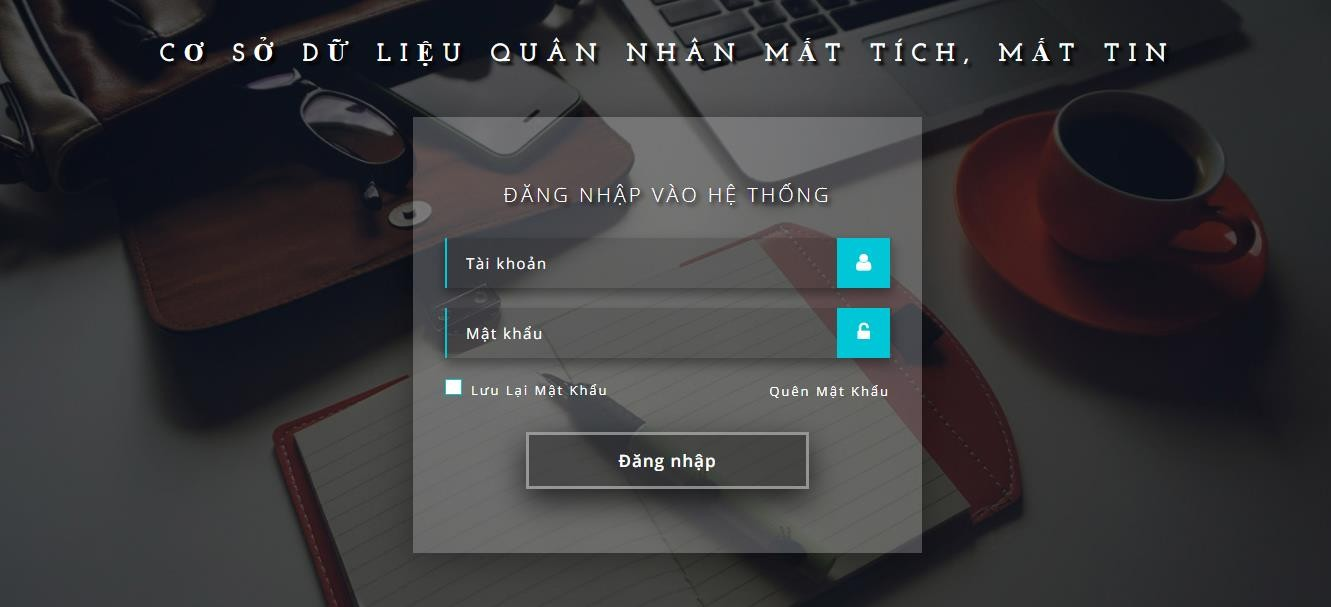 CƠ SỞ DỮ LIỆU QUÂN NHÂN MẤT TÍCH, MẤT TIN
ĐĂNG NHẬP VÀO HỆ THỐNG
Tài khoản
Mật khẩu
Lưu Lại Mật Khẩu
Quên Mật Khẩu
Đăng nhập